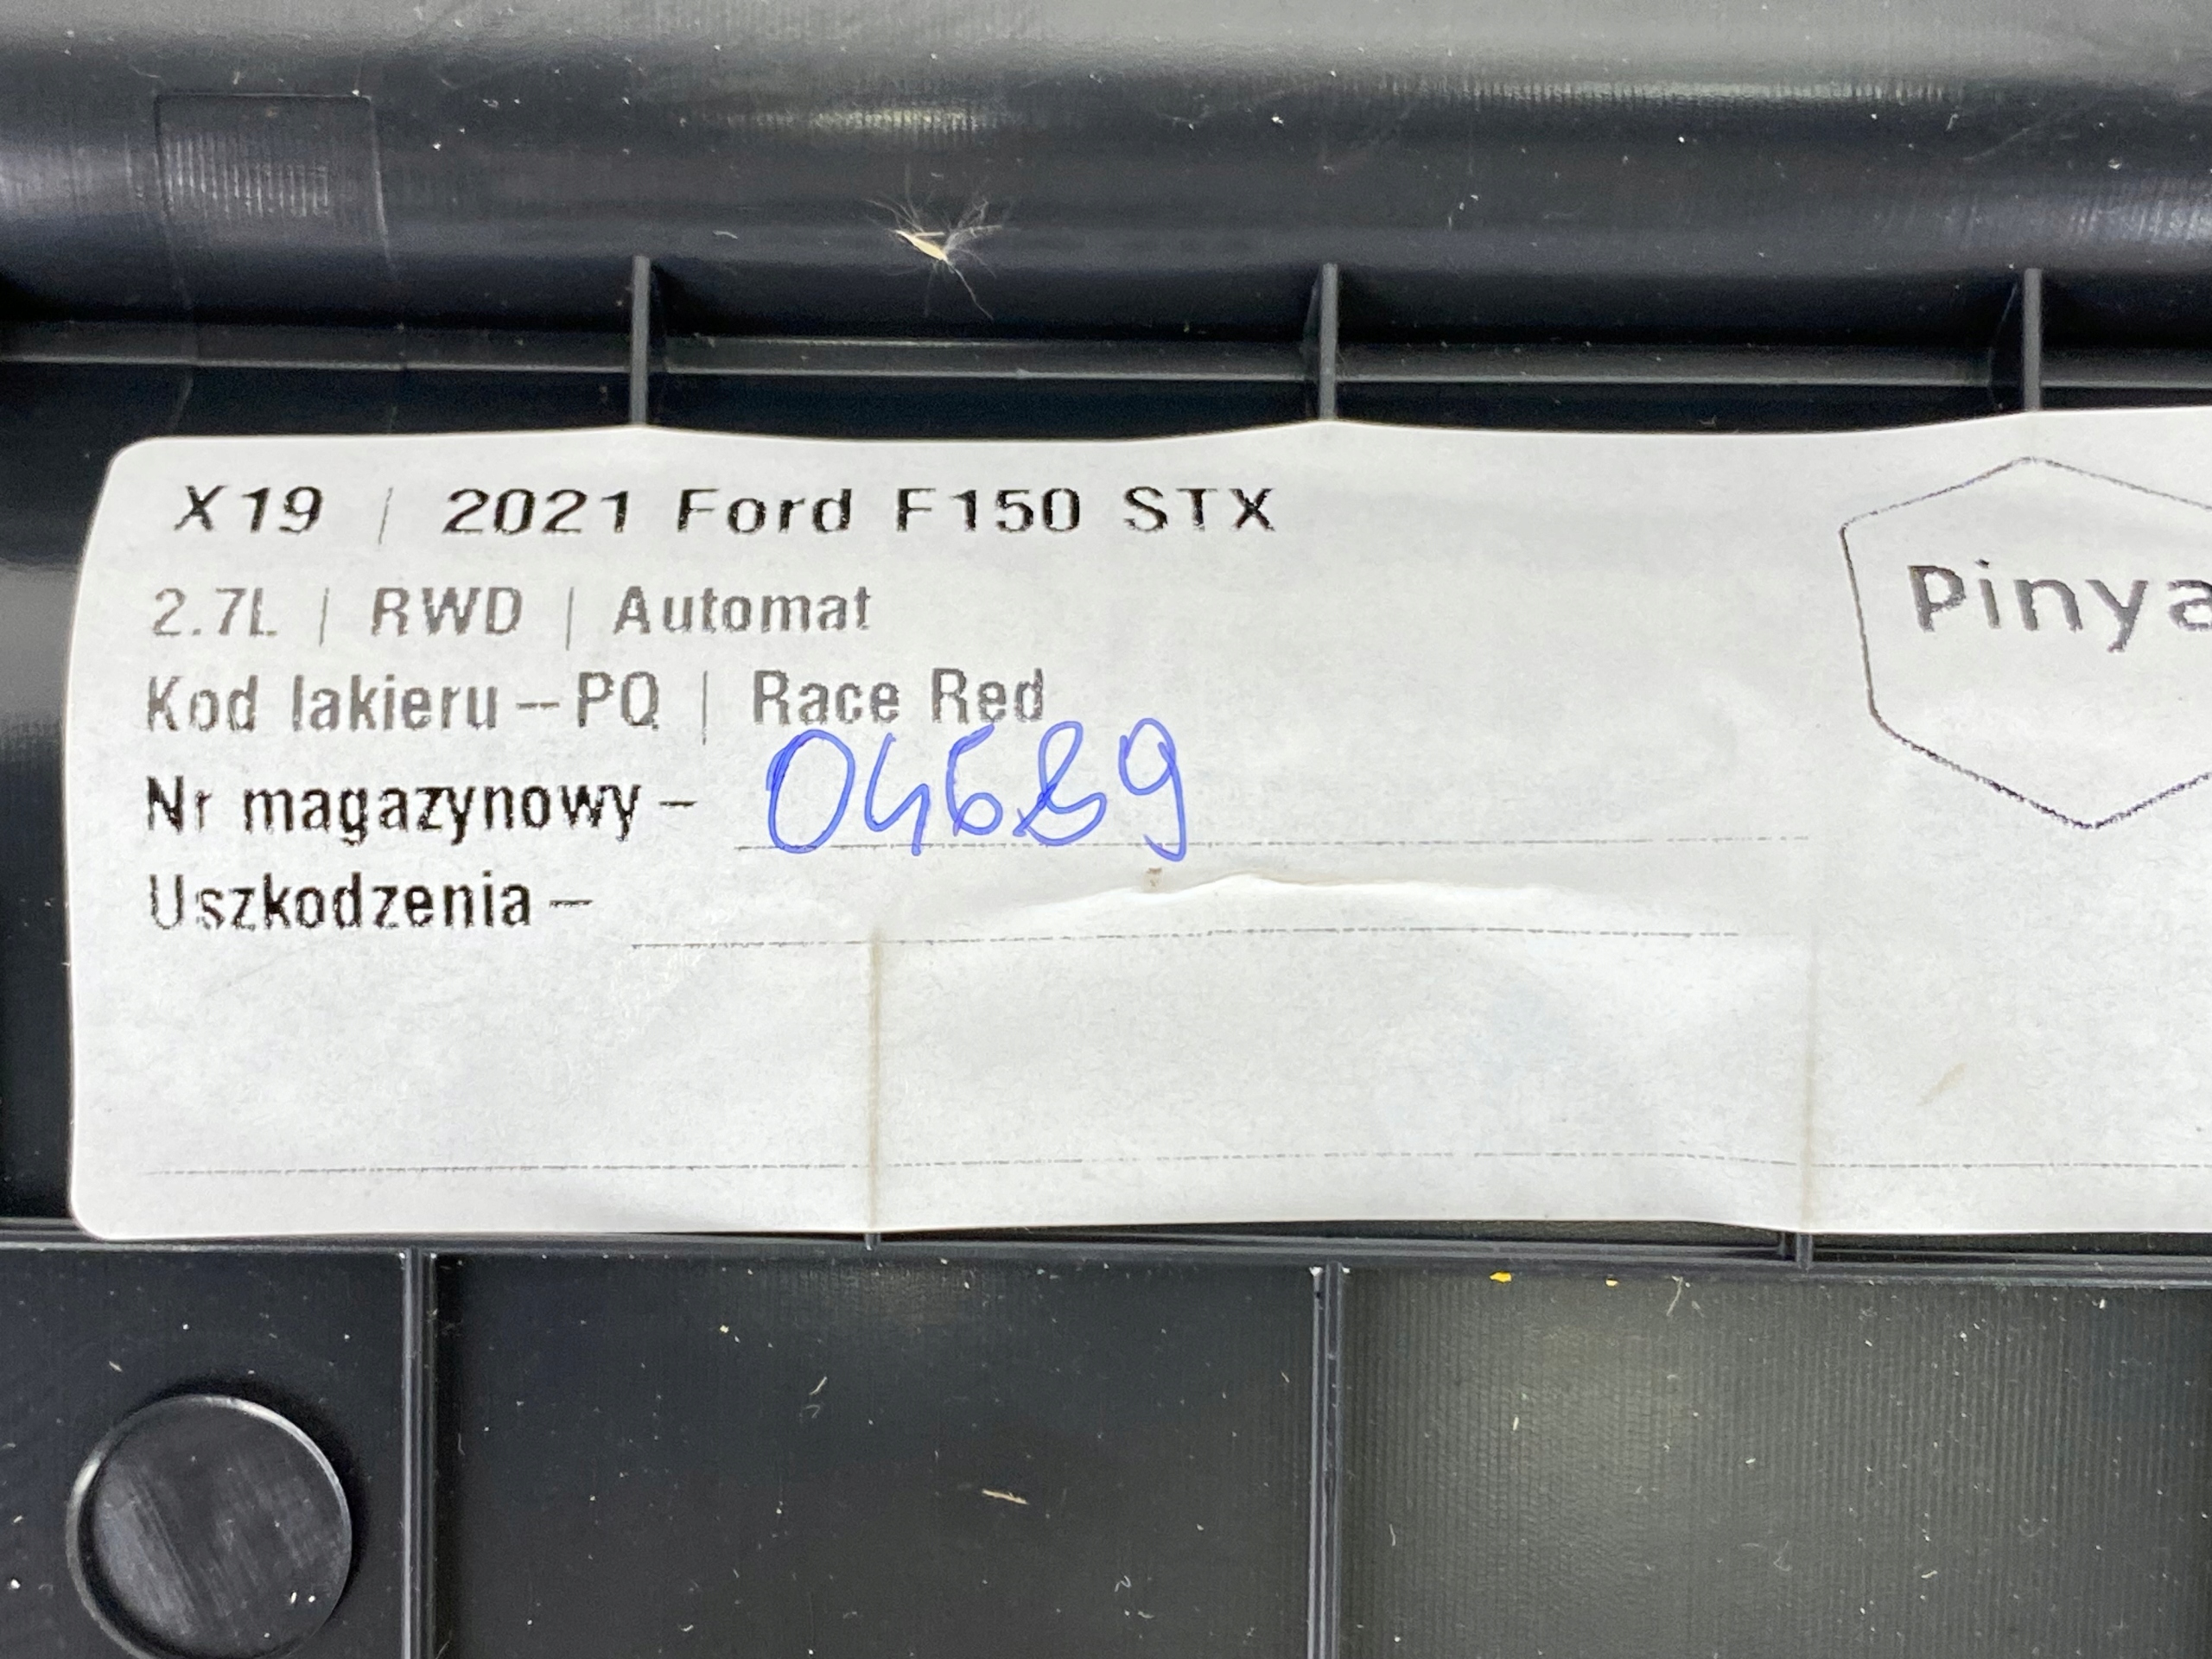 X19 | 2021 Ford F150 STX
2.7L | RWD | Automat
Kod lakieru – PQ | Race Red
Nr magazynowy – 04689
Uszkodzenia –
Pinya